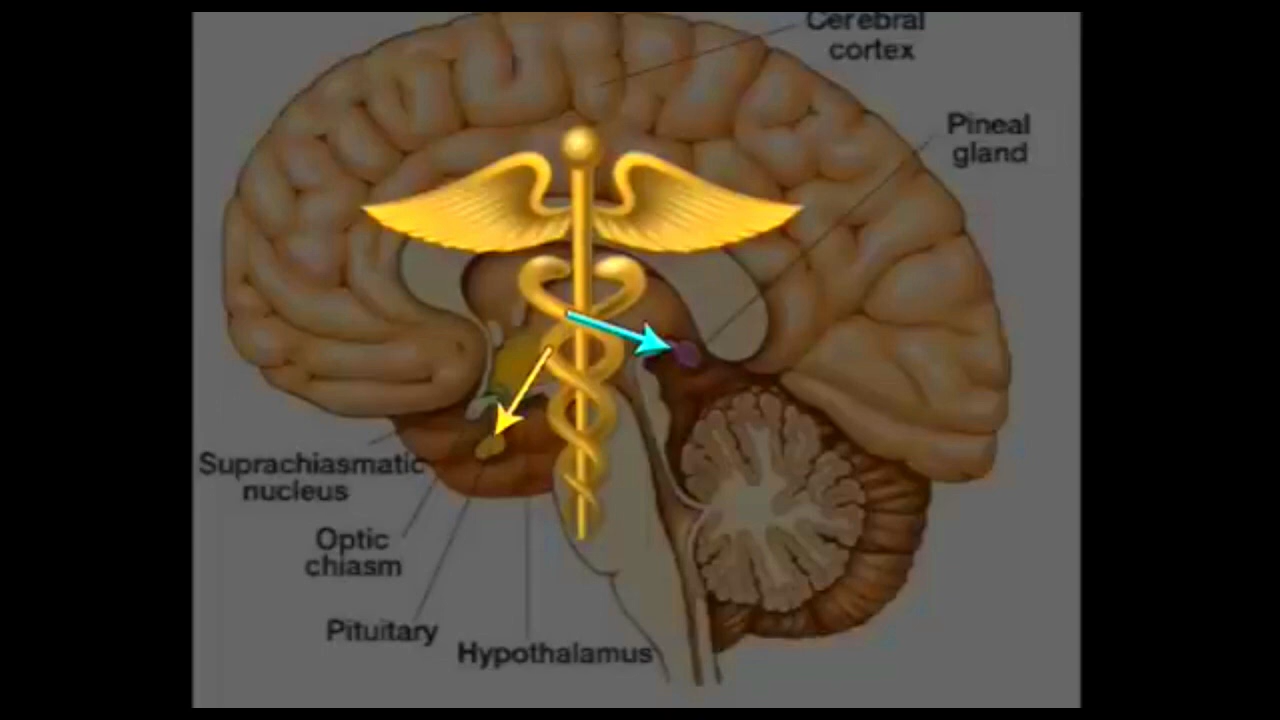 Cerebral
cortex
Pineal
gland
Suprachiasmatic
nucleus
Optic
chiasm
Pituitary
Hypothalamus